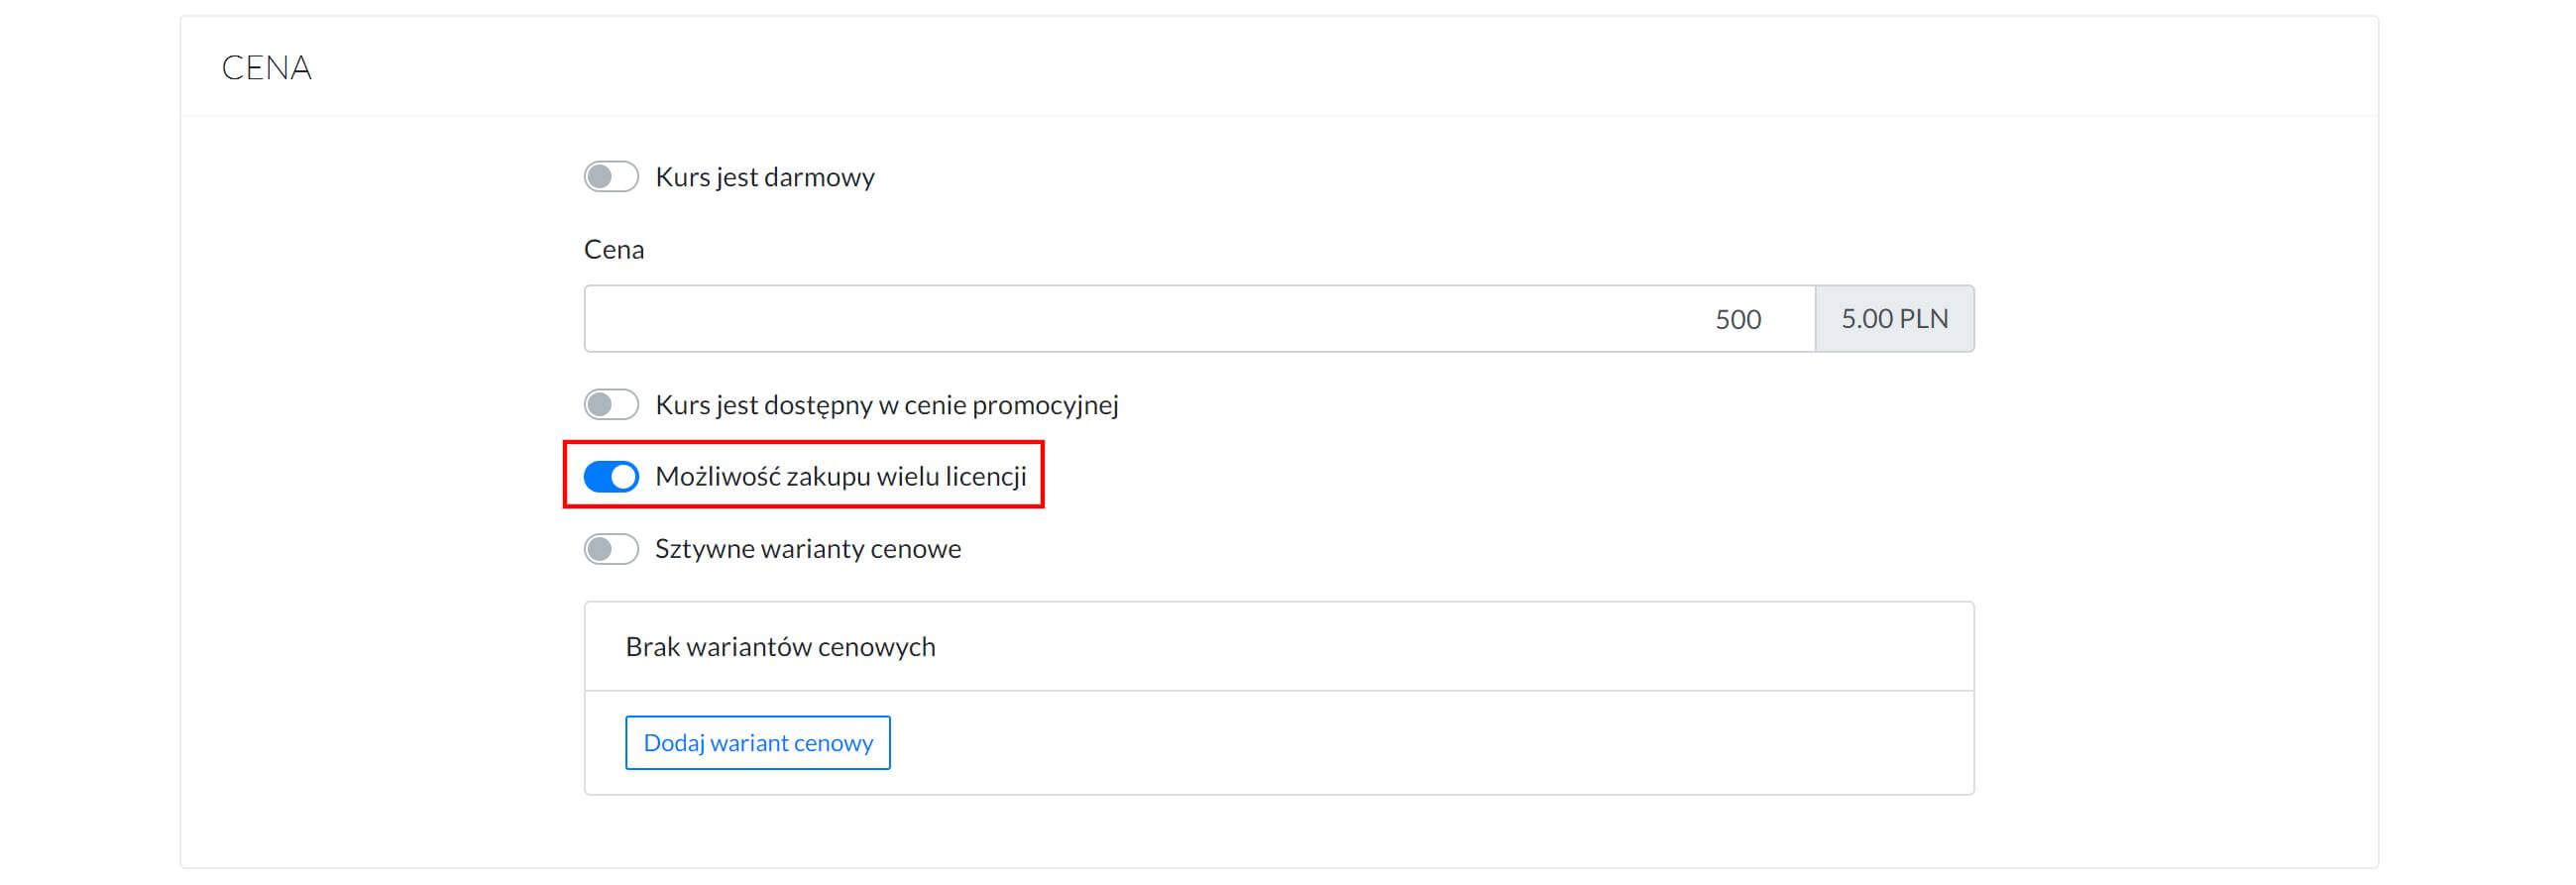 CENA
Kurs jest darmowy
Cena
500 5.00 PLN
Kurs jest dostępny w cenie promocyjnej
Możliwość zakupu wielu licencji
Sztywne warianty cenowe
Brak wariantów cenowych
Dodaj wariant cenowy